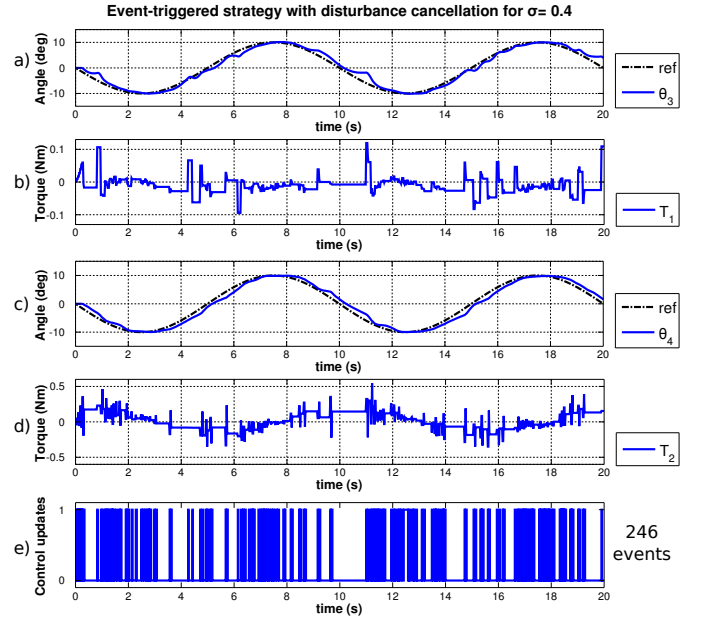 Event-triggered strategy with disturbance cancellation for σ= 0.4
a)
Angle (deg)
10
0
-10
0 2 4 6 8 10 12 14 16 18 20
time (s)
ref
θ3
b)
Torque (Nm)
0.1
0
-0.1
0 2 4 6 8 10 12 14 16 18 20
time (s)
T1
c)
Angle (deg)
10
0
-10
0 2 4 6 8 10 12 14 16 18 20
time (s)
ref
θ4
d)
Torque (Nm)
0.5
0
-0.5
0 2 4 6 8 10 12 14 16 18 20
time (s)
T2
e)
Control updates
1
0
0 2 4 6 8 10 12 14 16 18 20
time (s)
246
events